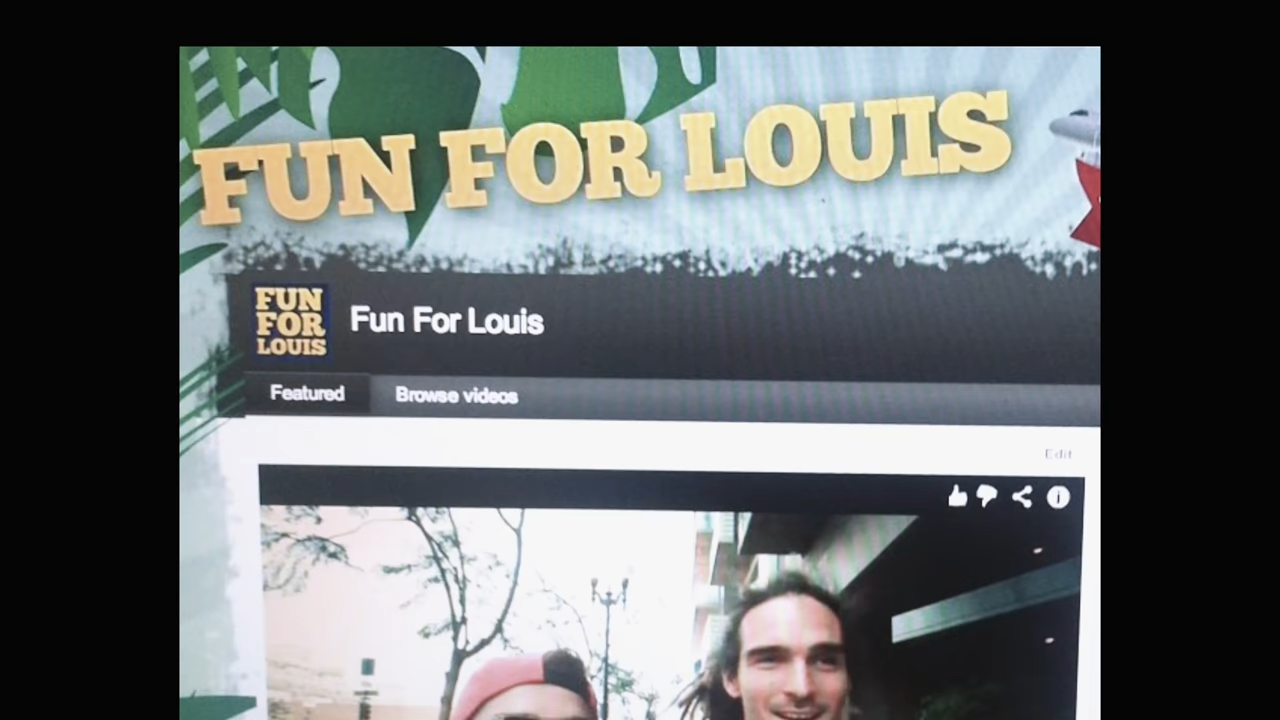 FUN FOR LOUIS
FUN
FOR
LOUIS
Fun For Louis
Featured
Browse videos
Edit